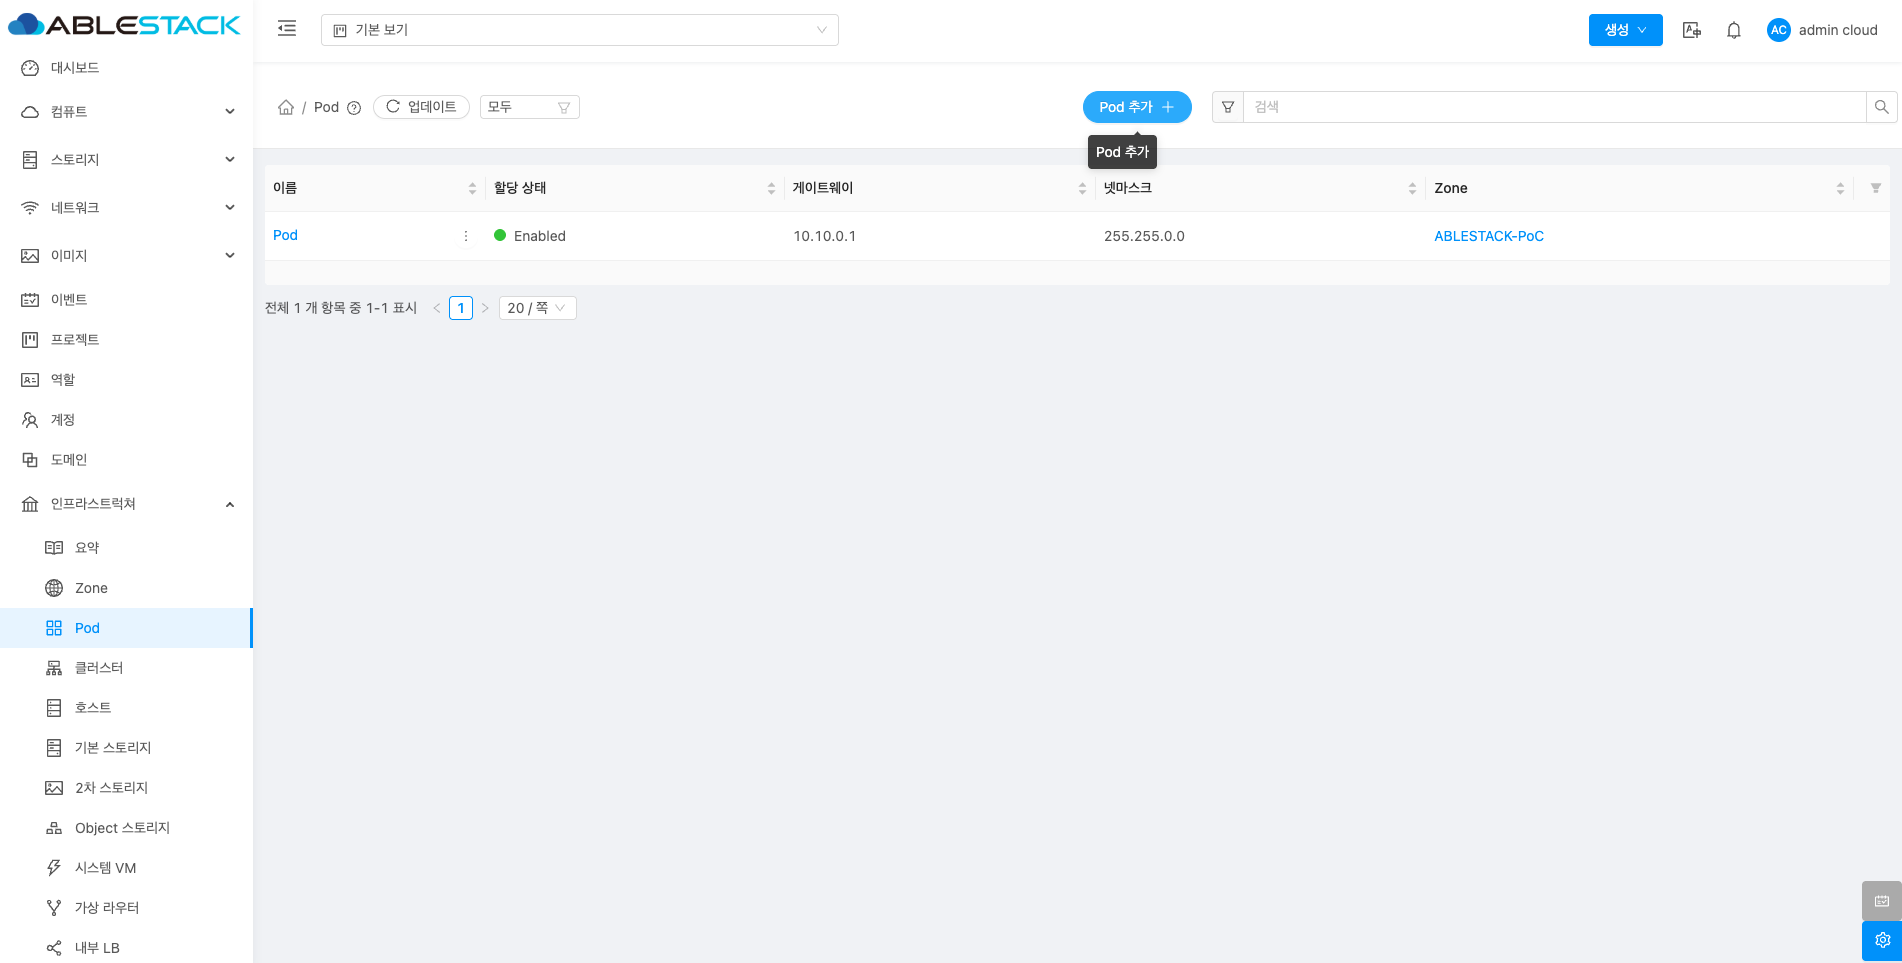 ABLESTACK
기본 보기
생성
AC
admin cloud
대시보드
컴퓨트
스토리지
네트워크
이미지
이벤트
프로젝트
역할
계정
도메인
인프라스트럭쳐
요약
Zone
Pod
클러스터
호스트
기본 스토리지
2차 스토리지
Object 스토리지
시스템 VM
가상 라우터
내부 LB
/ Pod
업데이트
모두
Pod 추가
검색
Pod 추가
이름 할당 상태 게이트웨이 넷마스크 Zone
Pod Enabled 10.10.0.1 255.255.0.0 ABLESTACK-PoC
전체 1 개 항목 중 1-1 표시 < 1 > 20 / 쪽